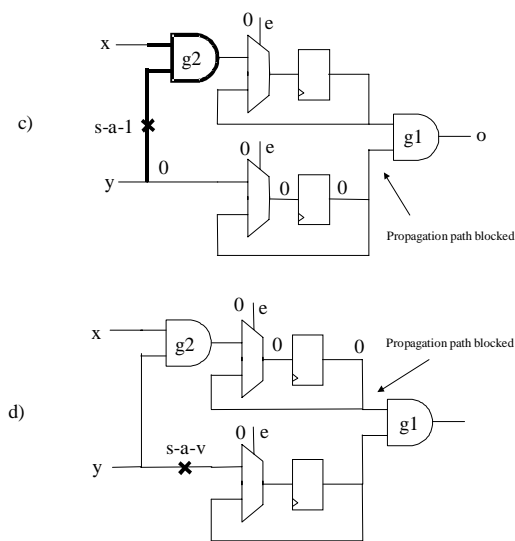 0 e
x
g2
c)
s-a-1
g1
o
0 e
y 0
0 0
Propagation path blocked
0 e
x
g2
0 0
Propagation path blocked
d)
g1
0 e
s-a-v
y